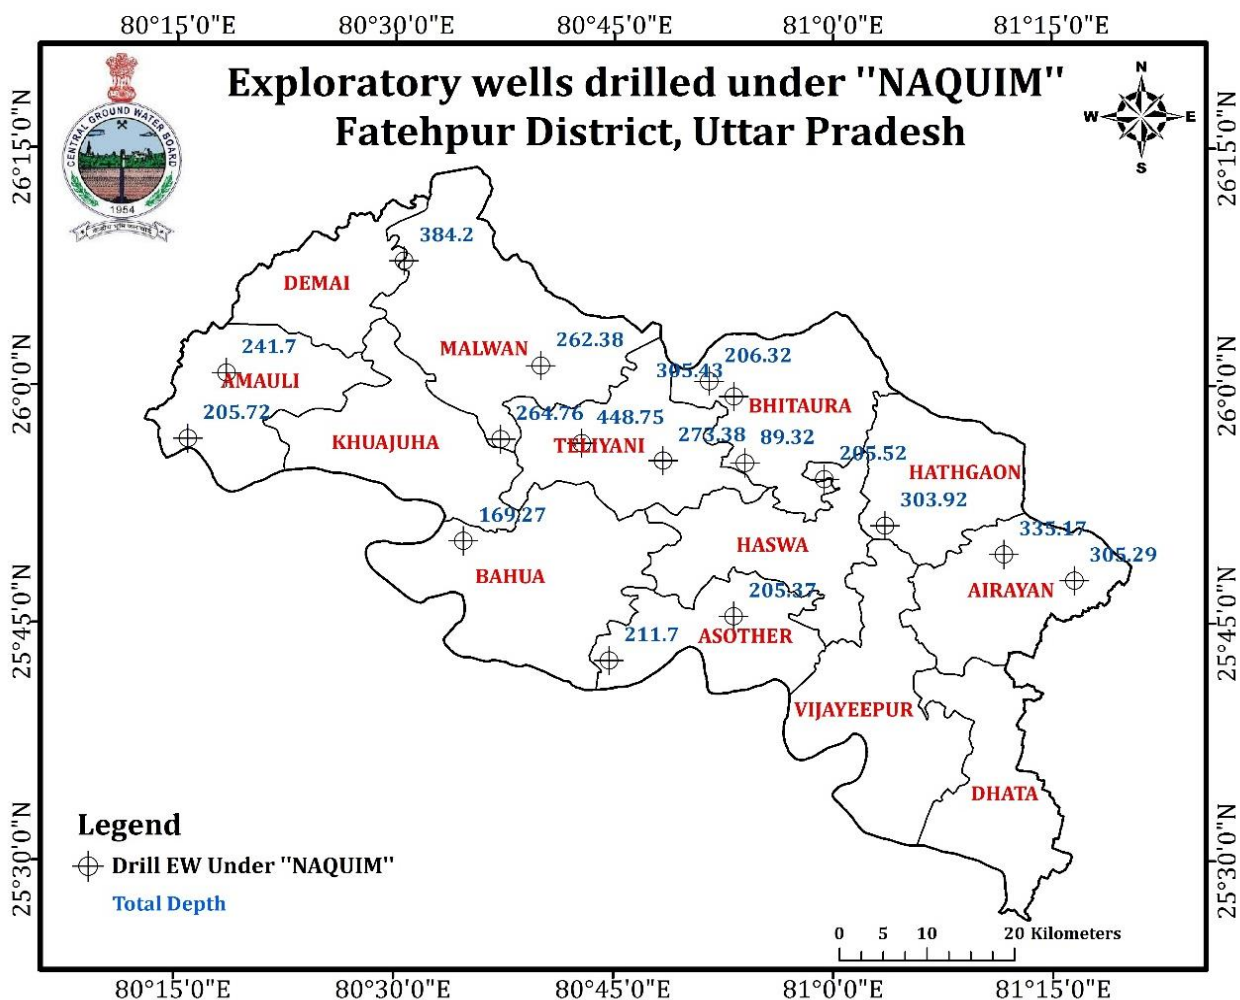 80°15'0"E 80°30'0"E 80°45'0"E 81°0'0"E 81°15'0"E
Exploratory wells drilled under "NAQUIM"
Fatehpur District, Uttar Pradesh
CENTRAL GROUND WATER BOARD
1954
N
W E
S
26°15'0"N 26°15'0"N
384.2
DEMAI
241.7
MALWAN
262.38
206.32
305.43
26°0'0"N 26°0'0"N
AMAULI
BHITAURA
205.72
264.76
448.75
KHUAJUHA
TELIYANI
273.38
89.32
295.52
HATHGAON
303.92
169.27
335.17
HASWA
305.29
BAHUA
205.37
AIRAYAN
25°45'0"N 25°45'0"N
211.7
ASOTHER
VIJAYEEPUR
DHATA
Legend
Drill EW Under "NAQUIM"
Total Depth
25°30'0"N 25°30'0"N
0 5 10 20 Kilometers
80°15'0"E 80°30'0"E 80°45'0"E 81°0'0"E 81°15'0"E